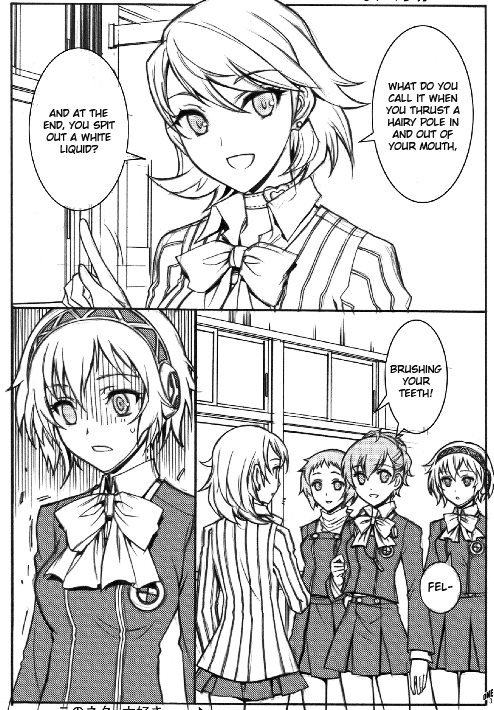 WHAT DO YOU
CALL IT WHEN
YOU THRUST A
HAIRY POLE IN
AND OUT OF
YOUR MOUTH,
AND AT THE
END, YOU SPIT
OUT A WHITE
LIQUID?
BRUSHING
YOUR
TEETH!
FEL-